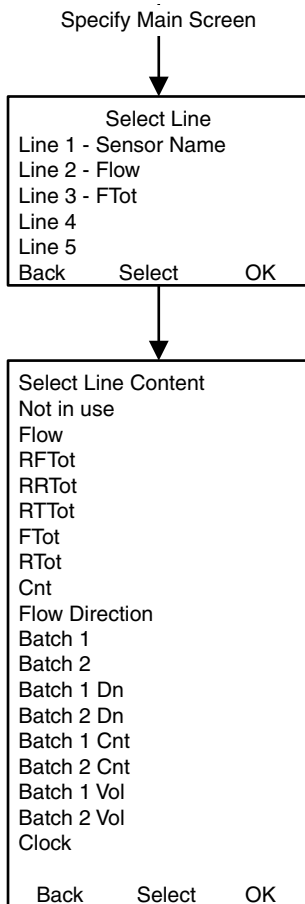 Specify Main Screen
Select Line
Line 1 - Sensor Name
Line 2 - Flow
Line 3 - FTot
Line 4
Line 5
Back Select OK
Select Line Content
Not in use
Flow
RFTot
RRTot
RTTot
FTot
RTot
Cnt
Flow Direction
Batch 1
Batch 2
Batch 1 Dn
Batch 2 Dn
Batch 1 Cnt
Batch 2 Cnt
Batch 1 Vol
Batch 2 Vol
Clock
Back Select OK